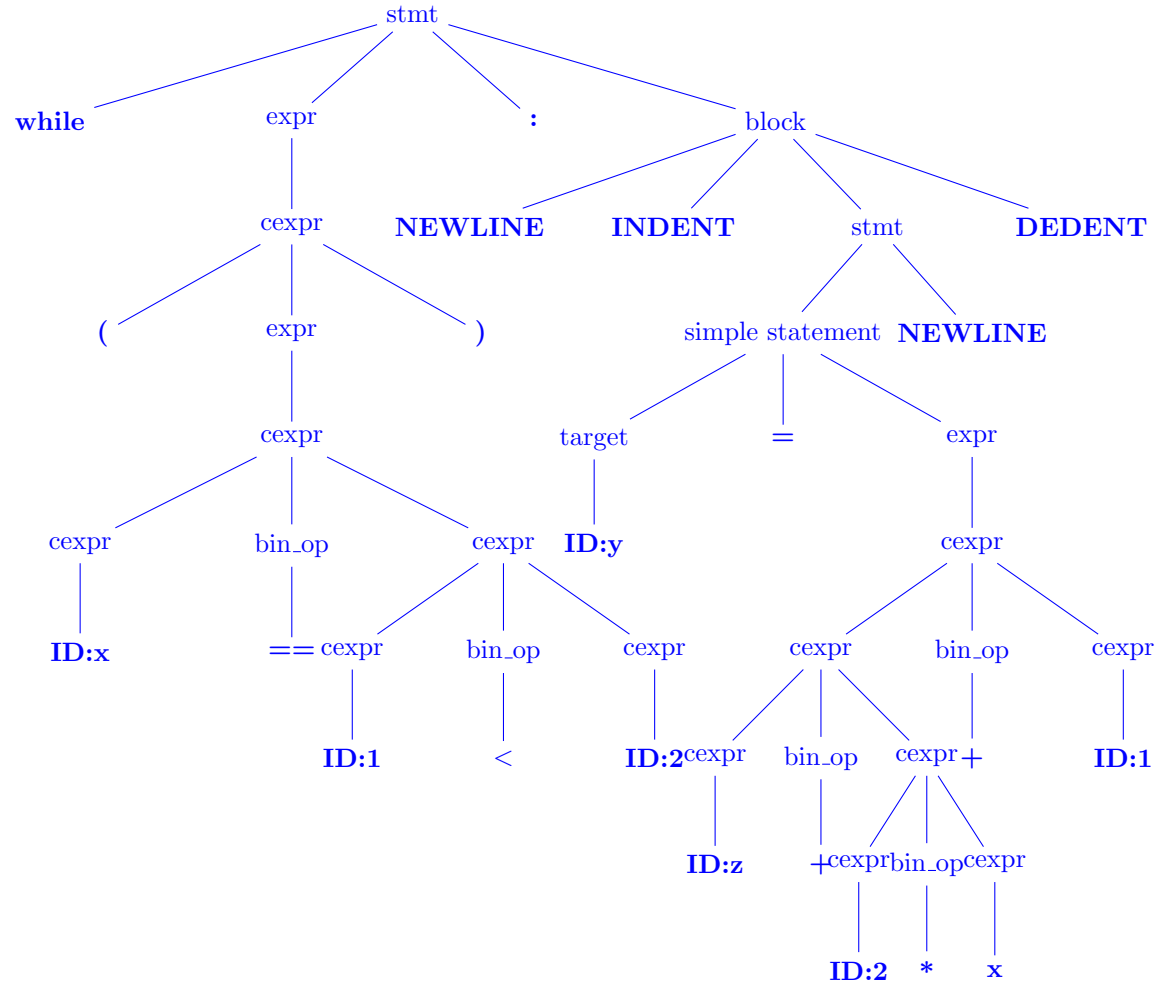 stmt
while expr : block
cexpr NEWLINE INDENT stmt DEDENT
( expr ) simple statement NEWLINE
cexpr target = expr
cexpr bin_op cexpr ID:y cexpr
ID:x == cexpr bin_op cexpr cexpr bin_op cexpr
ID:1 < ID:2 cexpr bin_op cexpr + ID:1
ID:z + cexpr bin_op cexpr
ID:2 * x